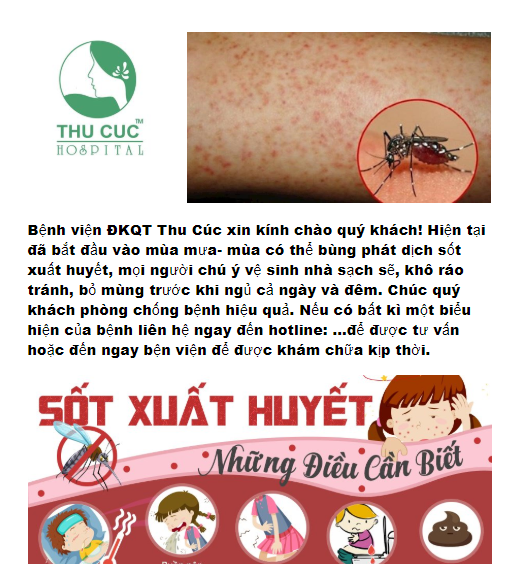 THU CUC TM
HOSPITAL
Bệnh viện ĐKQT Thu Cúc xin kính chào quý khách! Hiện tại
đã bắt đầu vào mùa mưa- mùa có thể bùng phát dịch sốt
xuất huyết, mọi người chú ý vệ sinh nhà sạch sẽ, khô ráo
tránh, bỏ mùng trước khi ngủ cả ngày và đêm. Chúc quý
khách phòng chống bệnh hiệu quả. Nếu có bất kì một biểu
hiện của bệnh liên hệ ngay đến hotline: ...để được tư vấn
hoặc đến ngay bện viện để được khám chữa kịp thời.
SỐT XUẤT HUYẾT
Những Điều Cần Biết